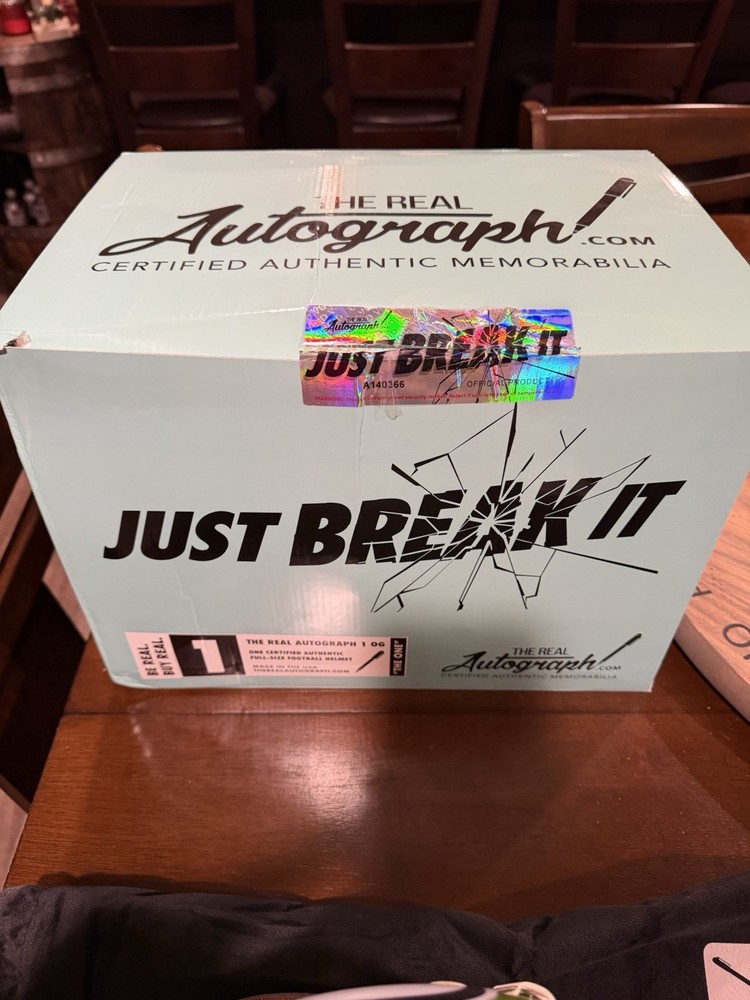 THE REAL
Autograph!
.COM
CERTIFIED AUTHENTIC MEMORABILIA
THE REAL
Autograph!
JUST BREAK IT
A140366
OFFICIAL PRODUCT
JUST BREAK IT
BE REAL.
BUY REAL.
1
THE REAL AUTOGRAPH 1 OG
ONE CERTIFIED AUTHENTIC
FULL-SIZE FOOTBALL HELMET
MADE IN THE USA
THEREALAUTOGRAPH.COM
"THE ONE"
THE REAL
Autograph!
.COM
CERTIFIED AUTHENTIC MEMORABILIA